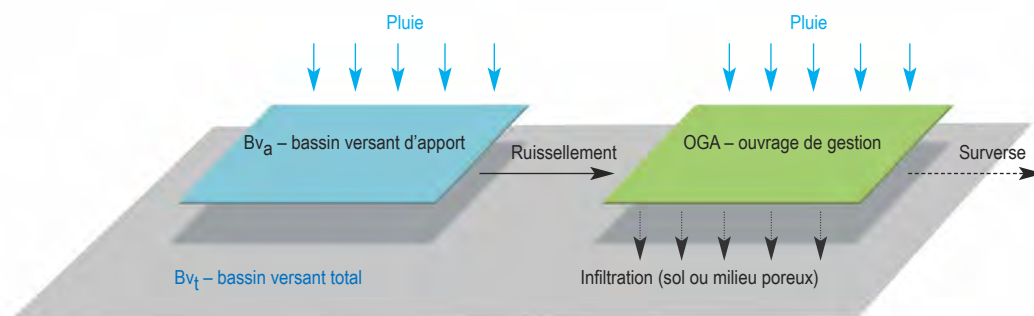 Pluie
Pluie
Bva – bassin versant d'apport
Ruissellement
OGA – ouvrage de gestion
Surverse
Bvt – bassin versant total
Infiltration (sol ou milieu poreux)